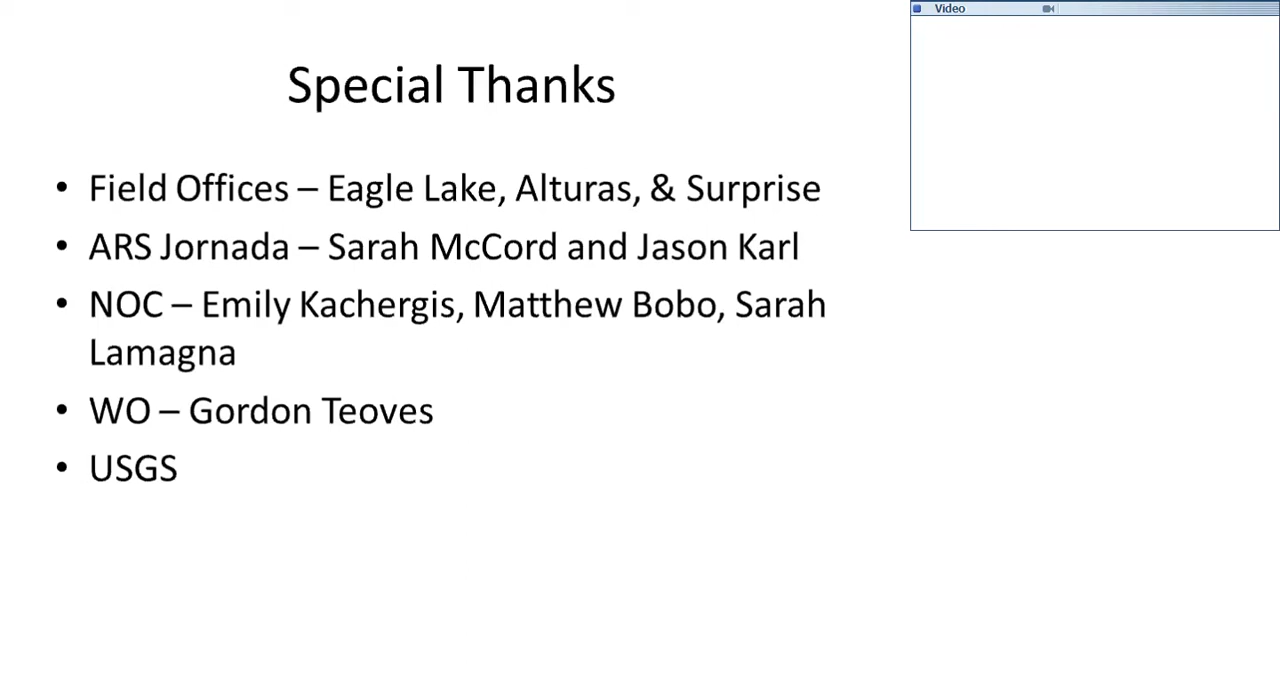 Video
Special Thanks
• Field Offices – Eagle Lake, Alturas, & Surprise
• ARS Jornada – Sarah McCord and Jason Karl
• NOC – Emily Kachergis, Matthew Bobo, Sarah
Lamagna
• WO – Gordon Teoves
• USGS